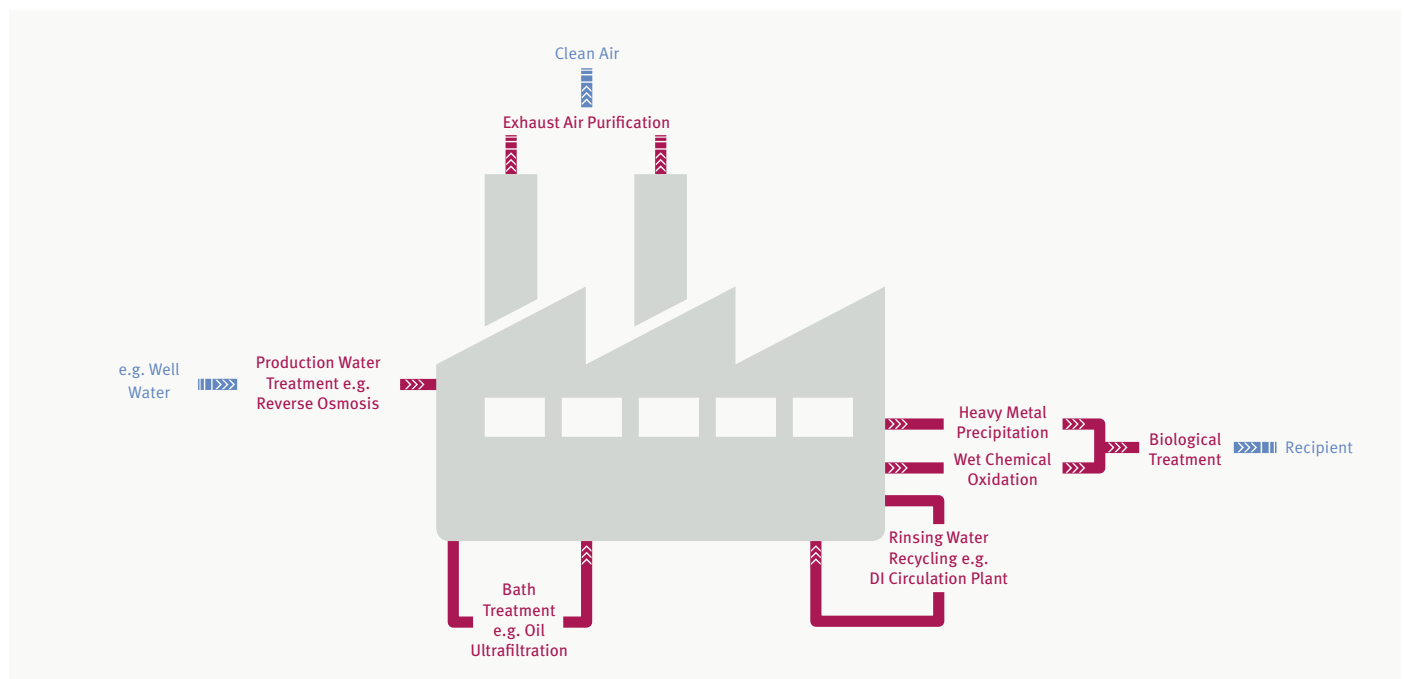 Clean Air
Exhaust Air Purification
e.g. Well
Water
Production Water
Treatment e.g.
Reverse Osmosis
Heavy Metal
Precipitation
Wet Chemical
Oxidation
Biological
Treatment
Recipient
Rinsing Water
Recycling e.g.
DI Circulation Plant
Bath
Treatment
e.g. Oil
Ultrafiltration